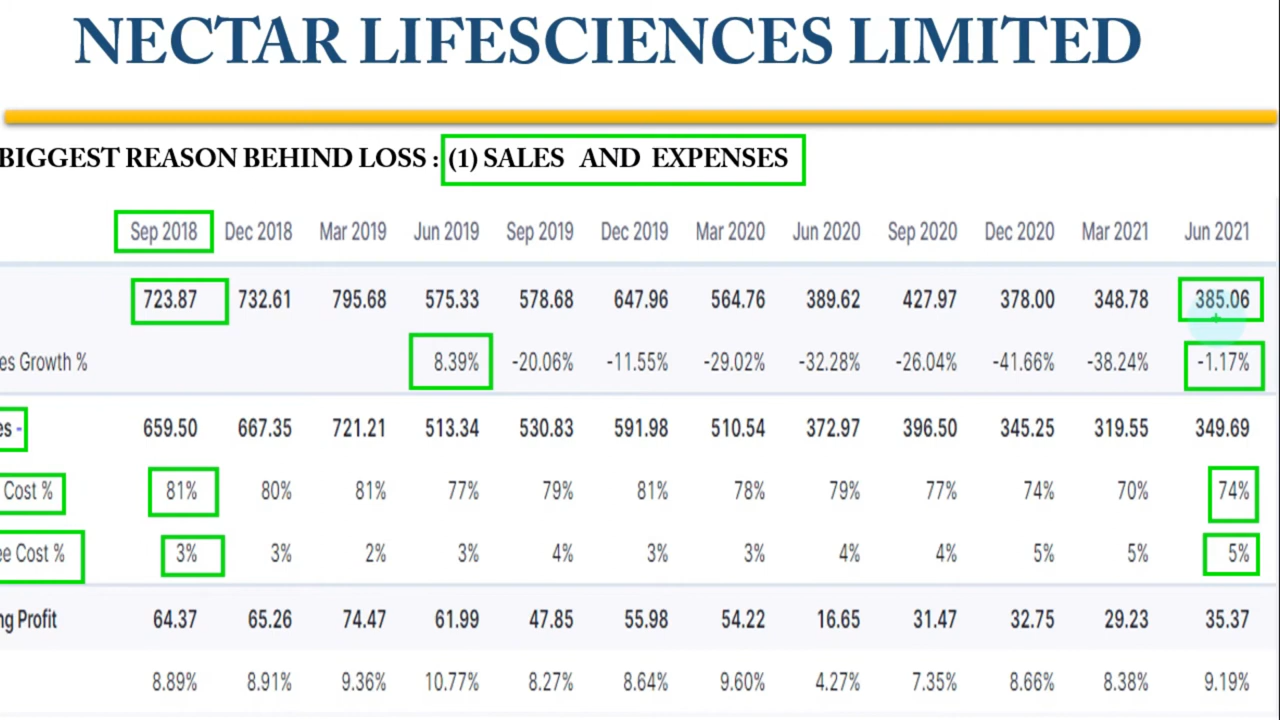 NECTAR LIFESCIENCES LIMITED
BIGGEST REASON BEHIND LOSS : (1) SALES AND EXPENSES
Sep 2018 Dec 2018 Mar 2019 Jun 2019 Sep 2019 Dec 2019 Mar 2020 Jun 2020 Sep 2020 Dec 2020 Mar 2021 Jun 2021
723.87 732.61 795.68 575.33 578.68 647.96 564.76 389.62 427.97 378.00 348.78 385.06
es Growth % 8.39% -20.06% -11.55% -29.02% -32.28% -26.04% -41.66% -38.24% -1.17%
es - 659.50 667.35 721.21 513.34 530.83 591.98 510.54 372.97 396.50 345.25 319.55 349.69
Cost % 81% 80% 81% 77% 79% 81% 78% 79% 77% 74% 70% 74%
ee Cost % 3% 3% 2% 3% 4% 3% 3% 4% 4% 5% 5% 5%
ng Profit 64.37 65.26 74.47 61.99 47.85 55.98 54.22 16.65 31.47 32.75 29.23 35.37
8.89% 8.91% 9.36% 10.77% 8.27% 8.64% 9.60% 4.27% 7.35% 8.66% 8.38% 9.19%